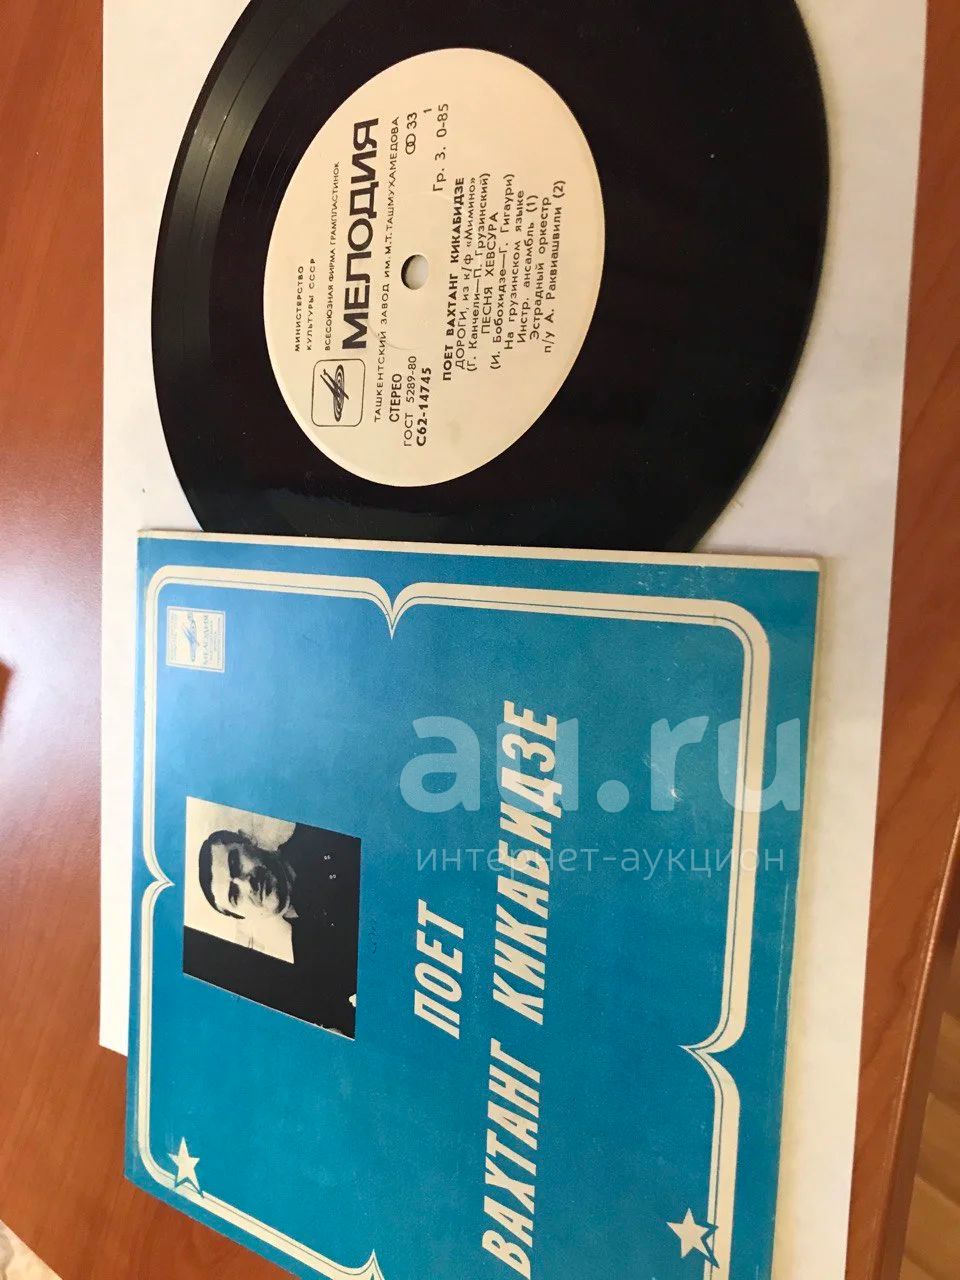 МИНИСТЕРСТВО
КУЛЬТУРЫ СССР
ВСЕСОЮЗНАЯ ФИРМА ГРАМПЛАСТИНОК
МЕЛОДИЯ
ТАШКЕНТСКИЙ ЗАВОД ИМ. М.Т.ТАШМУХАМЕДОВА
СТЕРЕО 33
ГОСТ 5289-80 1
С62-14745 Гр. 3. 0-85
ПОЕТ ВАХТАНГ КИКАБИДЗЕ
ДОРОГИ, из к/ф «Мимино»
(Г. Канчели—П. Грузинский)
ПЕСНЯ ХЕВСУРА
(И. Бобохидзе—Г. Гигаури)
На грузинском языке
Инстр. ансамбль (1)
Эстрадный оркестр
п/у А. Раквиашвили (2)
МЕЛОДИЯ
ПОЕТ
ВАХТАНГ КИКАБИДЗЕ
au.ru
интернет-аукцион